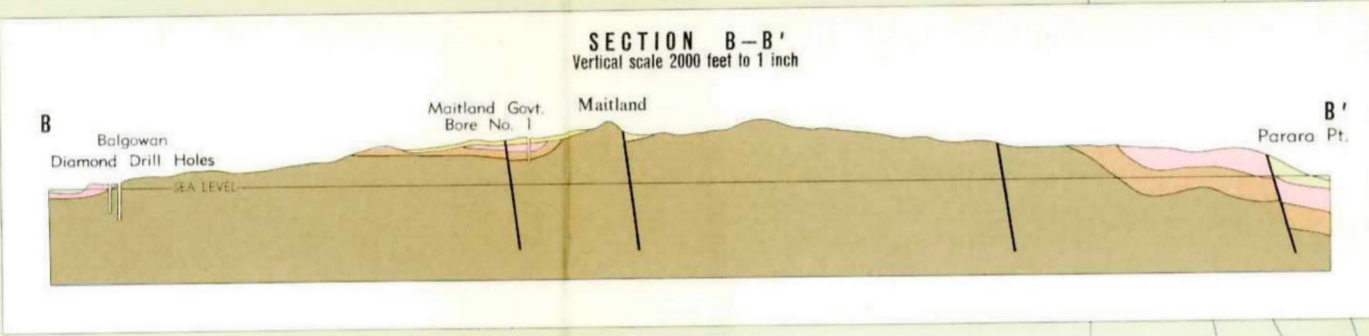 SECTION B—B'
Vertical scale 2000 feet to 1 inch
B
Balgowan
Diamond Drill Holes
SEA LEVEL
Maitland Govt.
Bore No. 1
Maitland
B'
Parara Pt.